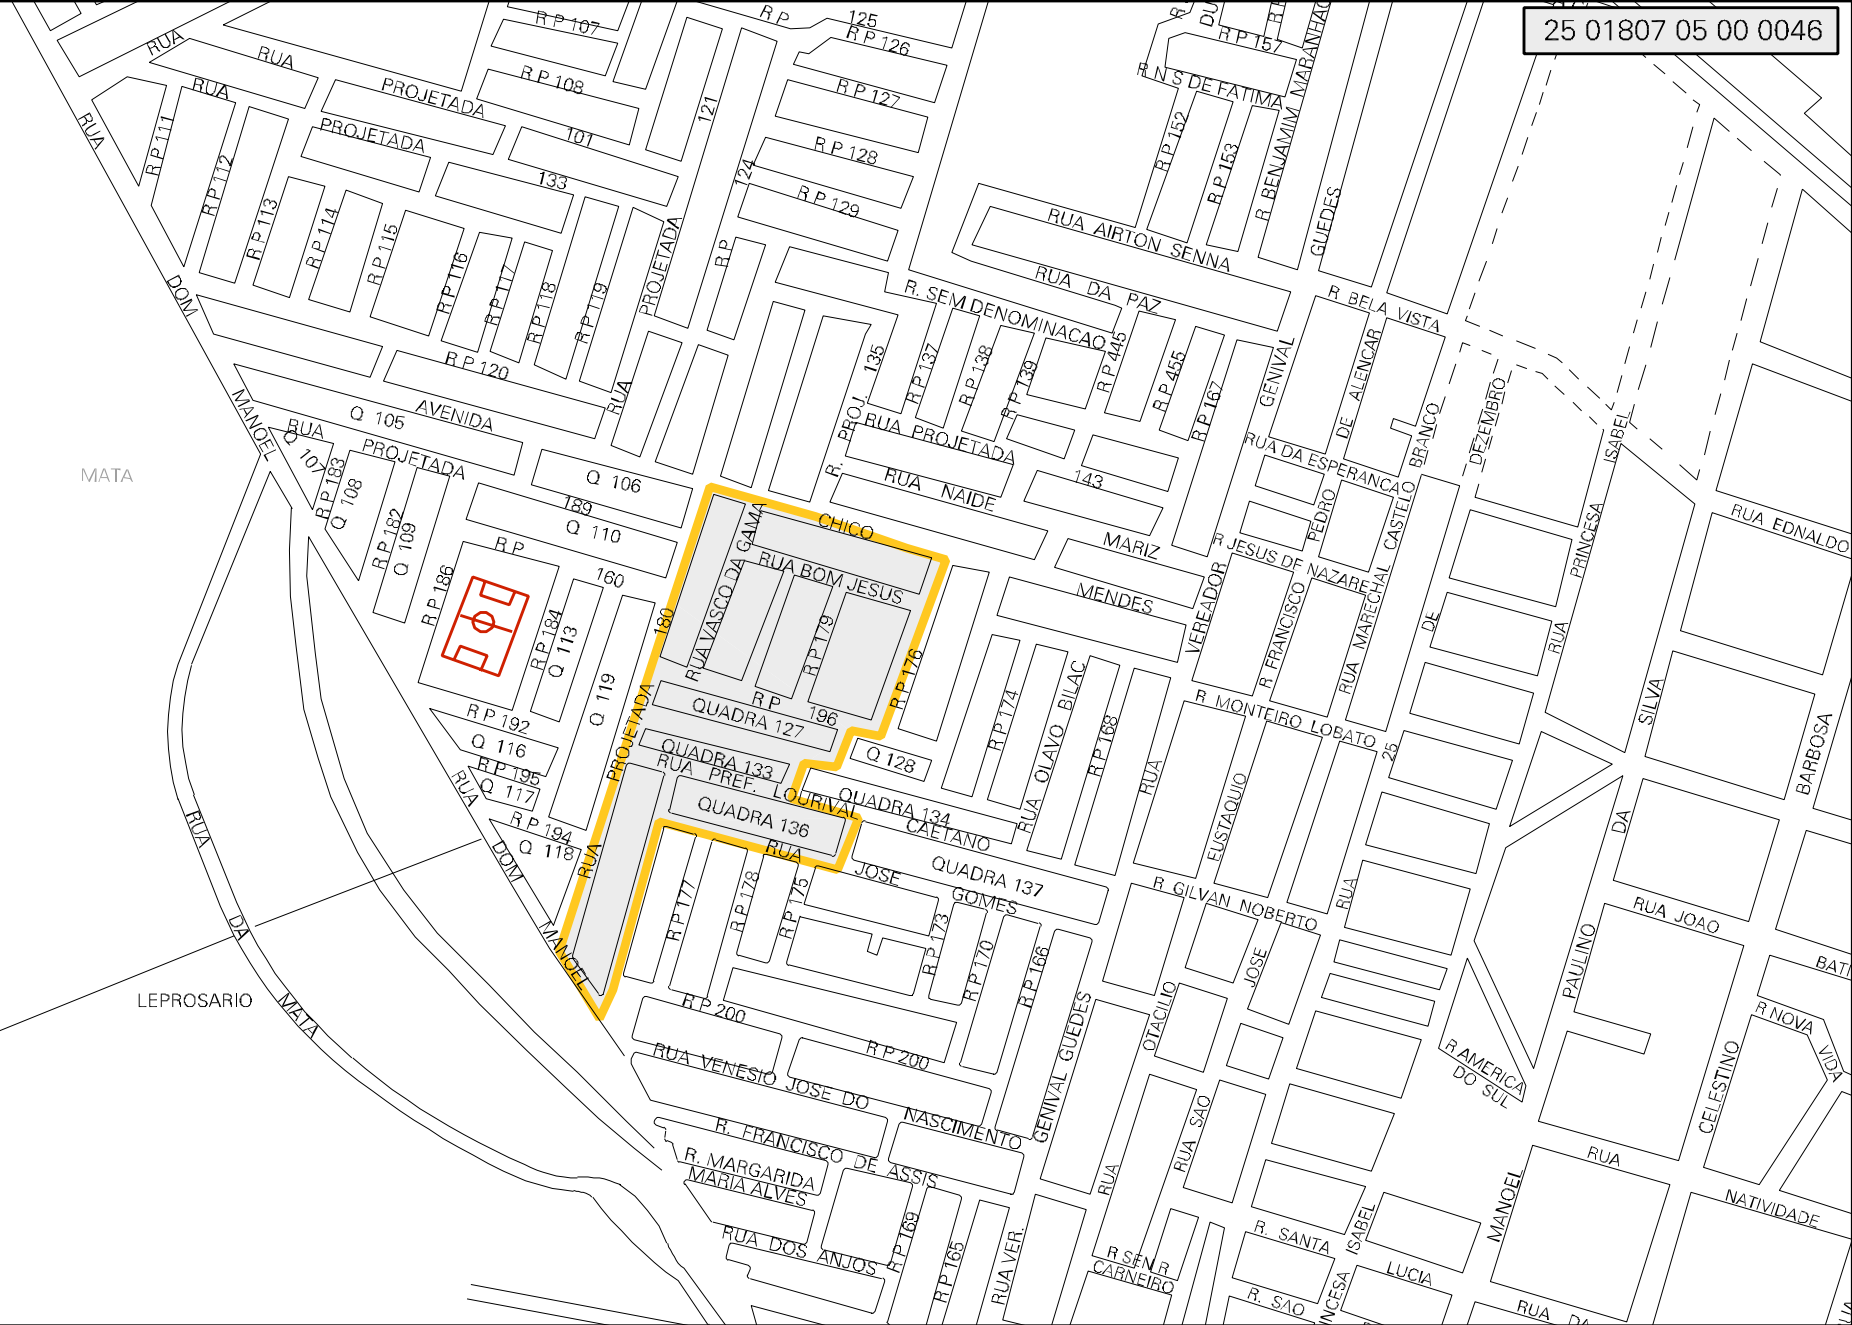 25 01807 05 00 0046
R P 107
R P
125
R P 126
R P 157
R N S DE FATIMA
R BENJAMIM MARANHAO
RUA
RUA
RUA
PROJETADA
R P 108
101
121
R P 127
R P 128
R P 129
124
R P 152
R P 153
RUA
R P 111
R P 112
R P 113
R P 114
R P 115
R P 116
R P 117
R P 118
R P 119
PROJETADA
133
PROJETADA
R P
RUA AIRTON SENNA
GUEDES
RUA DA PAZ
R BELA VISTA
R. SEM DENOMINACAO
DOM
R P 120
RUA
135
R P 137
R P 138
R P 139
R P 445
R P 455
R P 167
GENIVAL
DE ALENCAR
MANOEL
AVENIDA
Q 105
RUA
PROJETADA
Q 107
R P 183
Q 108
R P 182
Q 109
Q 106
189
Q 110
R. PROJ.
RUA PROJETADA
143
RUA NAIDE
RUA DA ESPERANCA
BRANCO
DEZEMBRO
ISABEL
MATA
CHICO
MARIZ
MENDES
R JESUS DE NAZARE
PEDRO
RUA MARECHAL CASTELO
PRINCESA
RUA
RUA EDNALDO
R P
160
R P 186
R P 184
Q 113
Q 119
180
PROJETADA
RUA
RUA VASCO DA GAMA
RUA BOM JESUS
R P 179
R P 176
R P
196
QUADRA 127
QUADRA 133
RUA PREF. LOURIVAL
QUADRA 136
RUA
Q 128
QUADRA 134
CAETANO
QUADRA 137
JOSE
GOMES
R P 174
RUA OLAVO BILAC
R P 168
VEREADOR
R FRANCISCO
R MONTEIRO LOBATO
DE
25
RUA
SILVA
DA
BARBOSA
R P 192
Q 116
R P 195
Q 117
R P 194
Q 118
RUA
DOM
MANOEL
RUA
EUSTAQUIO
R GILVAN NOBERTO
R P 177
R P 178
R P 175
R P 173
R P 170
R P 166
R P 200
R P 200
RUA
DA
MATA
LEPROSARIO
JOSE
OTACILIO
PAULINO
RUA JOAO
BATI
R NOVA
VIDA
CELESTINO
R AMERICA
DO SUL
RUA VENESIO JOSE DO
NASCIMENTO
GENIVAL GUEDES
RUA SAO
RUA
R. FRANCISCO DE ASSIS
R. MARGARIDA
MARIA ALVES
RUA DOS ANJOS
R P 169
R P 165
RUA VER.
R SEN R
CARNEIRO
R. SANTA
LUCIA
ISABEL
R. SAO
MANOEL
RUA
NATIVIDADE
RUA